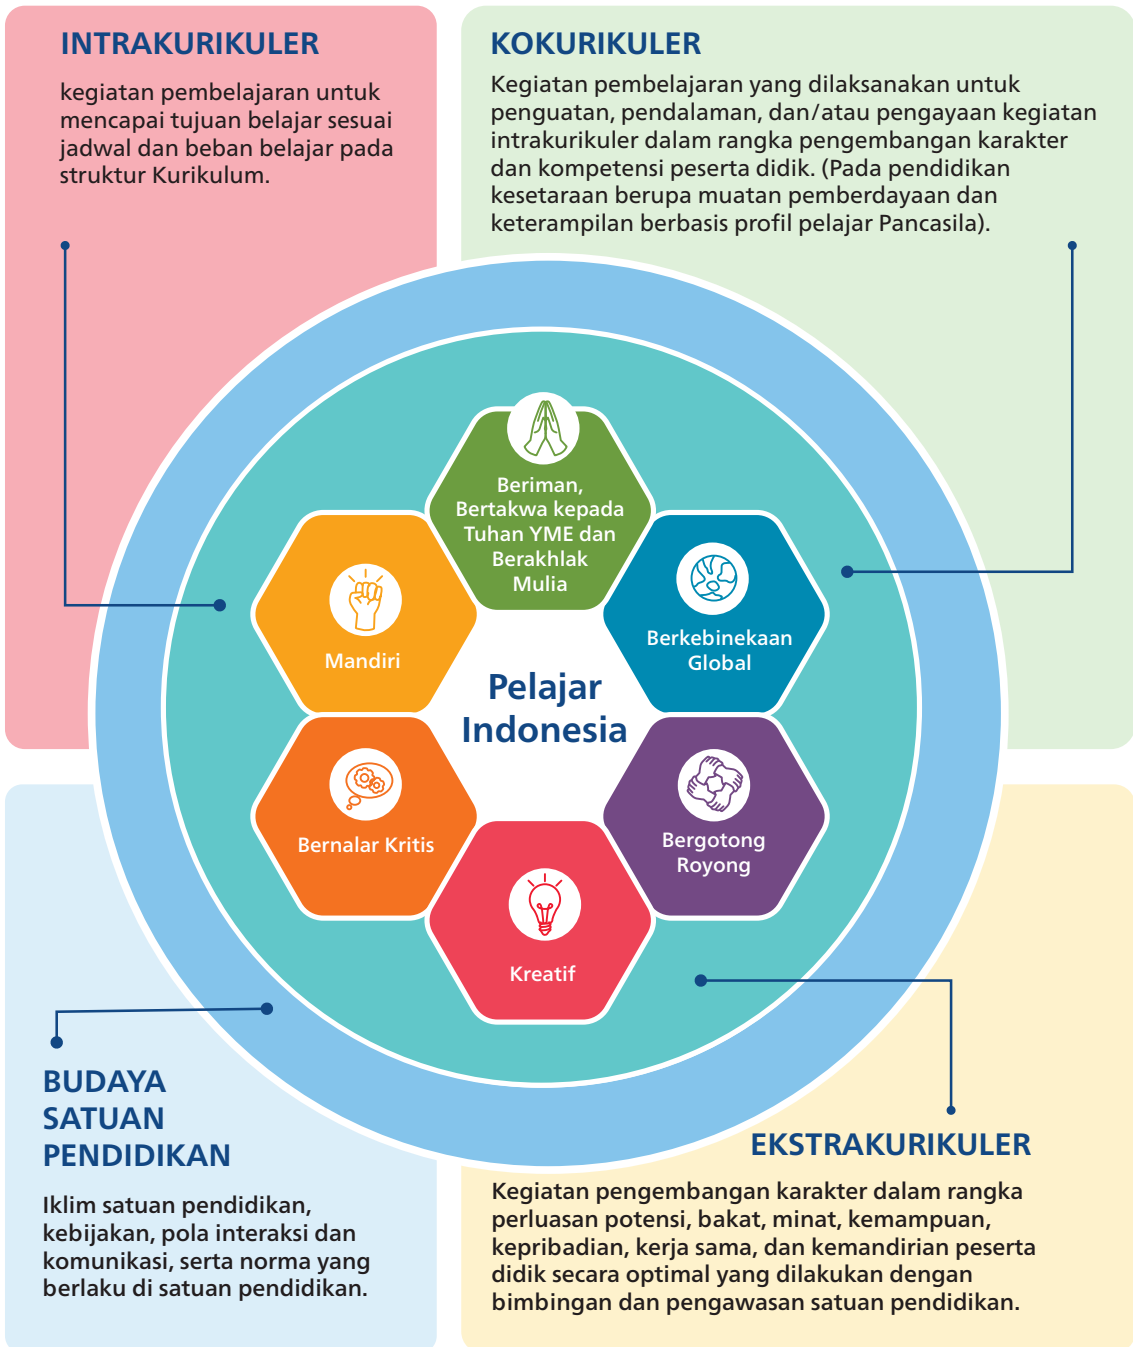 INTRAKURIKULER
kegiatan pembelajaran untuk
mencapai tujuan belajar sesuai
jadwal dan beban belajar pada
struktur Kurikulum.
KOKURIKULER
Kegiatan pembelajaran yang dilaksanakan untuk
penguatan, pendalaman, dan/atau pengayaan kegiatan
intrakurikuler dalam rangka pengembangan karakter
dan kompetensi peserta didik. (Pada pendidikan
kesetaraan berupa muatan pemberdayaan dan
keterampilan berbasis profil pelajar Pancasila).
Beriman,
Bertakwa kepada
Tuhan YME dan
Berakhlak
Mulia
Mandiri
Berkebinekaan
Global
Pelajar
Indonesia
Bernalar Kritis
Bergotong
Royong
Kreatif
BUDAYA
SATUAN
PENDIDIKAN
Iklim satuan pendidikan,
kebijakan, pola interaksi dan
komunikasi, serta norma yang
berlaku di satuan pendidikan.
EKSTRAKURIKULER
Kegiatan pengembangan karakter dalam rangka
perluasan potensi, bakat, minat, kemampuan,
kepribadian, kerja sama, dan kemandirian peserta
didik secara optimal yang dilakukan dengan
bimbingan dan pengawasan satuan pendidikan.